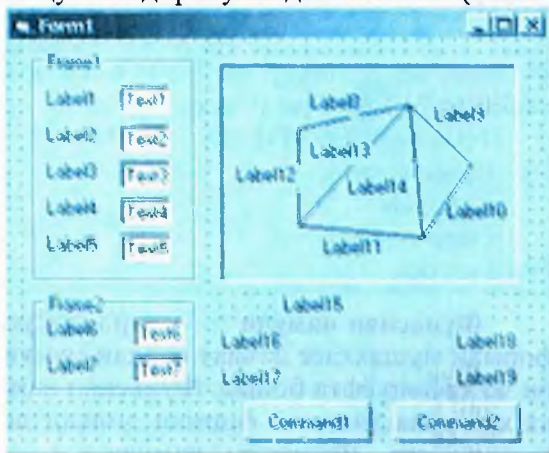 Form1
Frame1
Label1 Text1
Label2 Text2
Label3 Text3
Label4 Text4
Label5 Text5
Label8
Label9
Label13
Label12
Label14
Label10
Label11
Frame2
Label6 Text6
Label7 Text7
Label15
Label16 Label18
Label17 Label19
Command1 Command2